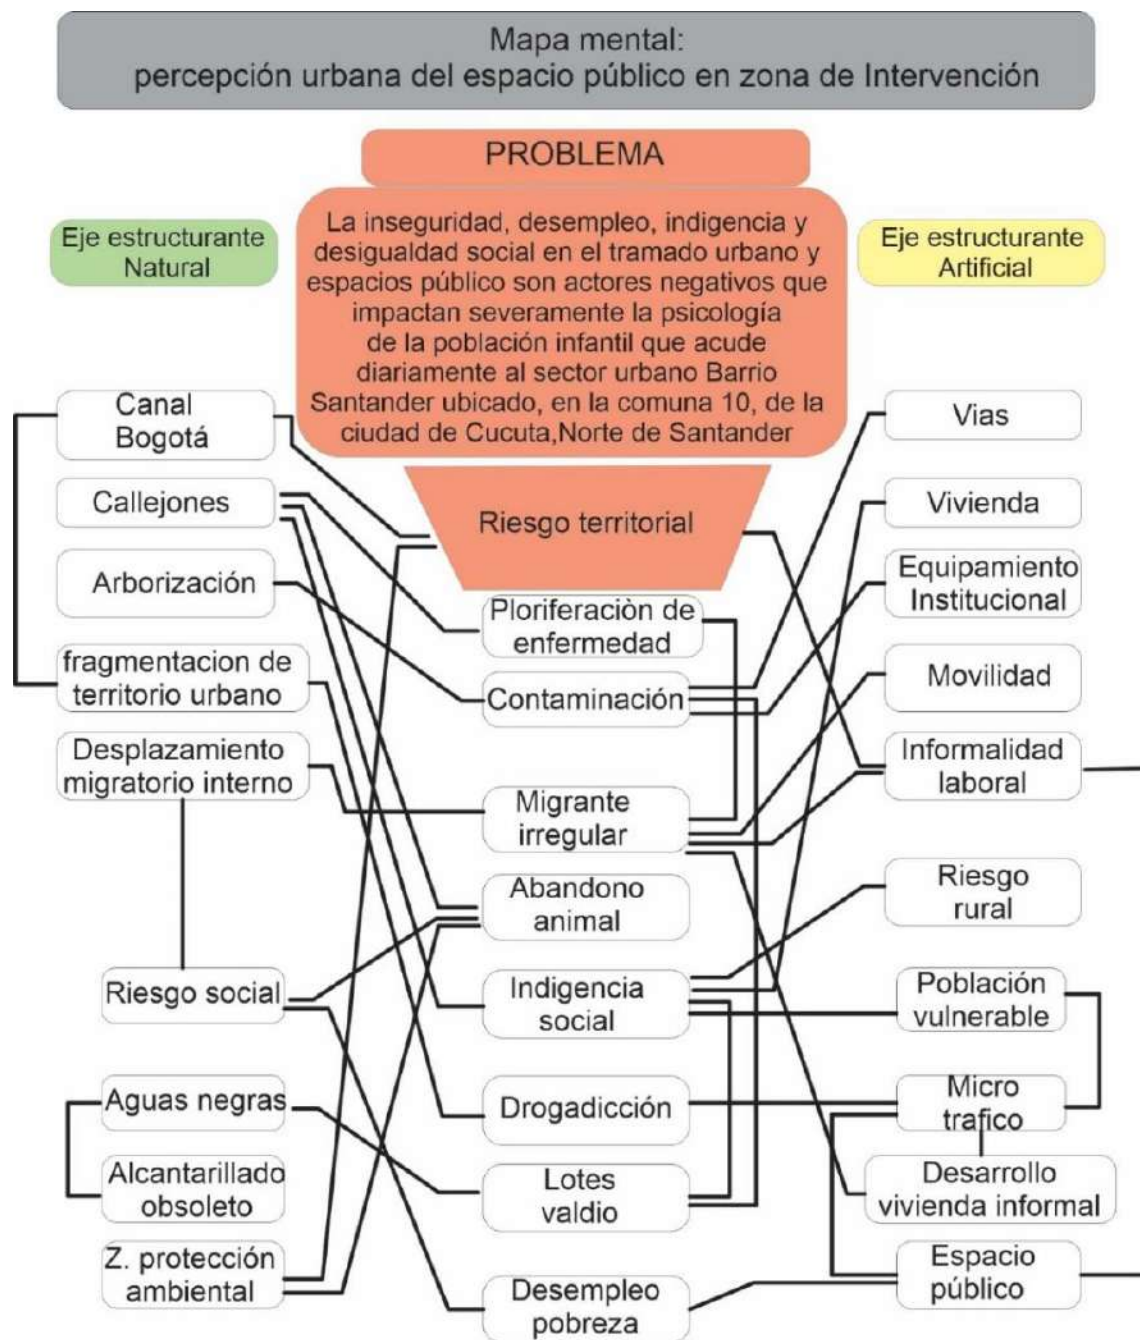 Mapa mental:
percepción urbana del espacio público en zona de Intervención
PROBLEMA
La inseguridad, desempleo, indigencia y
desigualdad social en el tramado urbano y
espacios público son actores negativos que
impactan severamente la psicología
de la población infantil que acude
diariamente al sector urbano Barrio
Santander ubicado, en la comuna 10, de la
ciudad de Cucuta,Norte de Santander
Riesgo territorial
Eje estructurante
Natural
Canal
Bogotá
Callejones
Arborización
fragmentacion de
territorio urbano
Desplazamiento
migratorio interno
Riesgo social
Aguas negras
Alcantarillado
obsoleto
Z. protección
ambiental
Ploriferaciòn de
enfermedad
Contaminación
Migrante
irregular
Abandono
animal
Indigencia
social
Drogadicción
Lotes
valdio
Desempleo
pobreza
Eje estructurante
Artificial
Vias
Vivienda
Equipamiento
Institucional
Movilidad
Informalidad
laboral
Riesgo
rural
Población
vulnerable
Micro
trafico
Desarrollo
vivienda informal
Espacio
público